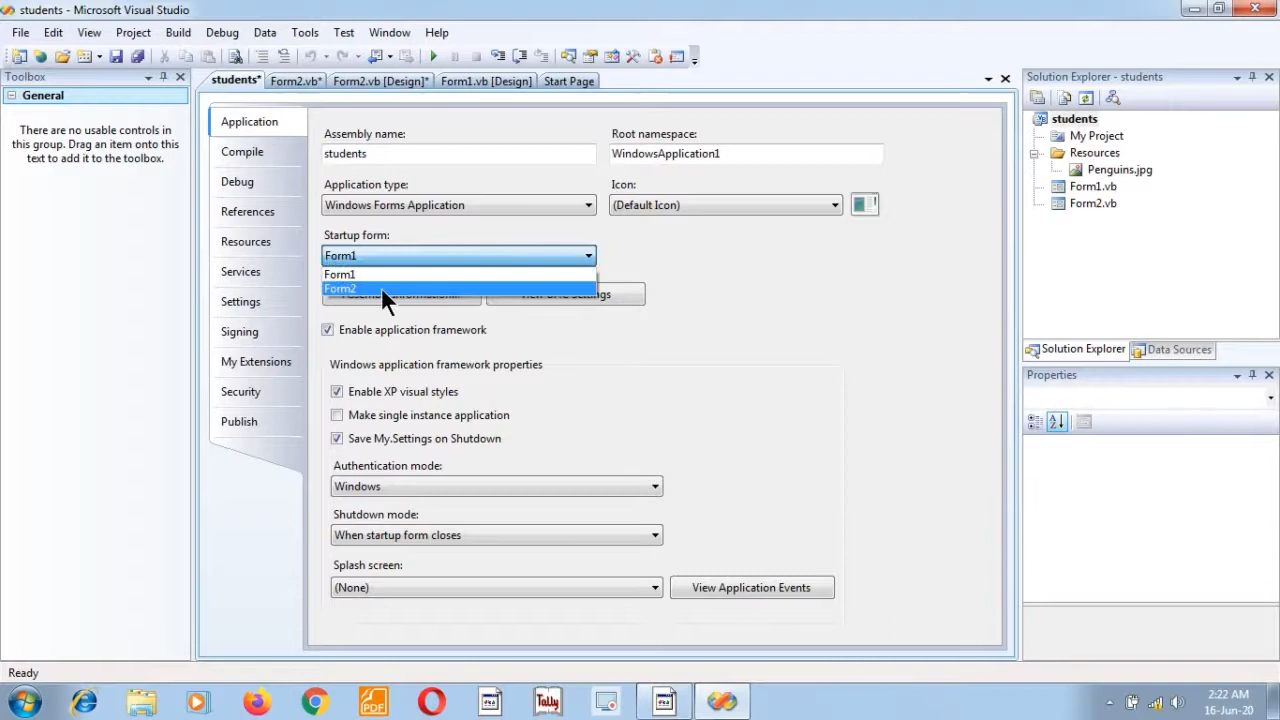 students - Microsoft Visual Studio
File Edit View Project Build Debug Data Tools Test Window Help
Toolbox
General
There are no usable controls in
this group. Drag an item onto this
text to add it to the toolbox.
students* Form2.vb* Form2.vb [Design]* Form1.vb [Design] Start Page
Application
Compile
Debug
References
Resources
Services
Settings
Signing
My Extensions
Security
Publish
Assembly name: Root namespace:
students WindowsApplication1
Application type: Icon:
Windows Forms Application (Default Icon)
Startup form:
Form1
Form1
Form2
Settings
Enable application framework
Windows application framework properties
Enable XP visual styles
Make single instance application
Save My.Settings on Shutdown
Authentication mode:
Windows
Shutdown mode:
When startup form closes
Splash screen:
(None) View Application Events
Solution Explorer - students
students
My Project
Resources
Penguins.jpg
Form1.vb
Form2.vb
Solution Explorer Data Sources
Properties
Ready
Tally
2:22 AM
16-Jun-20